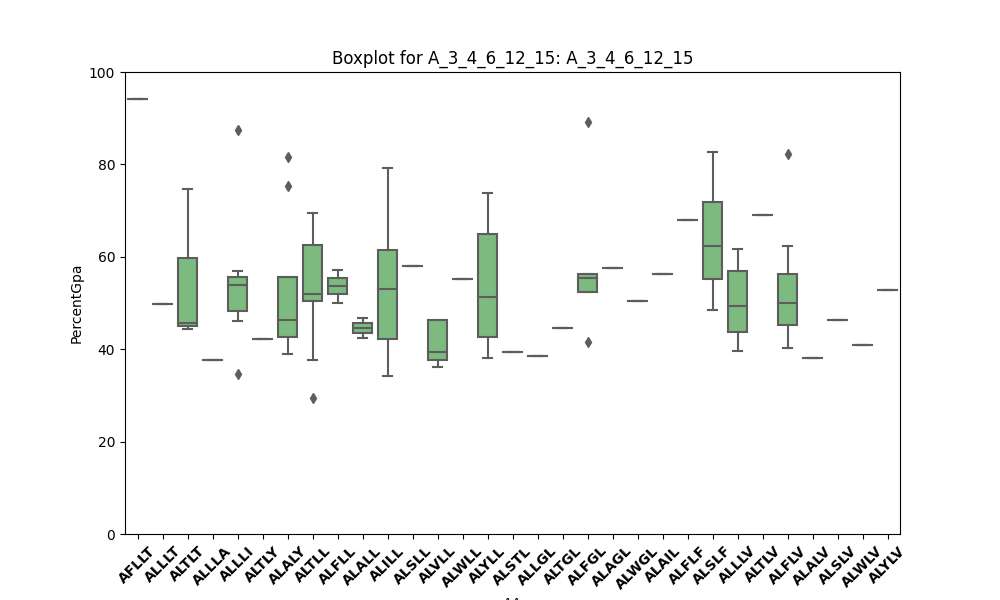 Boxplot for A_3_4_6_12_15: A_3_4_6_12_15
PercentGpa
100
80
60
40
20
0
AFLLT
ALLLT
ALTLT
ALLLA
ALLLI
ALTLY
ALALY
ALTLL
ALFLL
ALALL
ALILL
ALSLL
ALVLL
ALWLL
ALYLL
ALSTL
ALLGL
ALTGL
ALFGL
ALAGL
ALWGL
ALAIL
ALFLF
ALSLF
ALLLV
ALTLV
ALFLV
ALALV
ALSLV
ALWLV
ALYLV